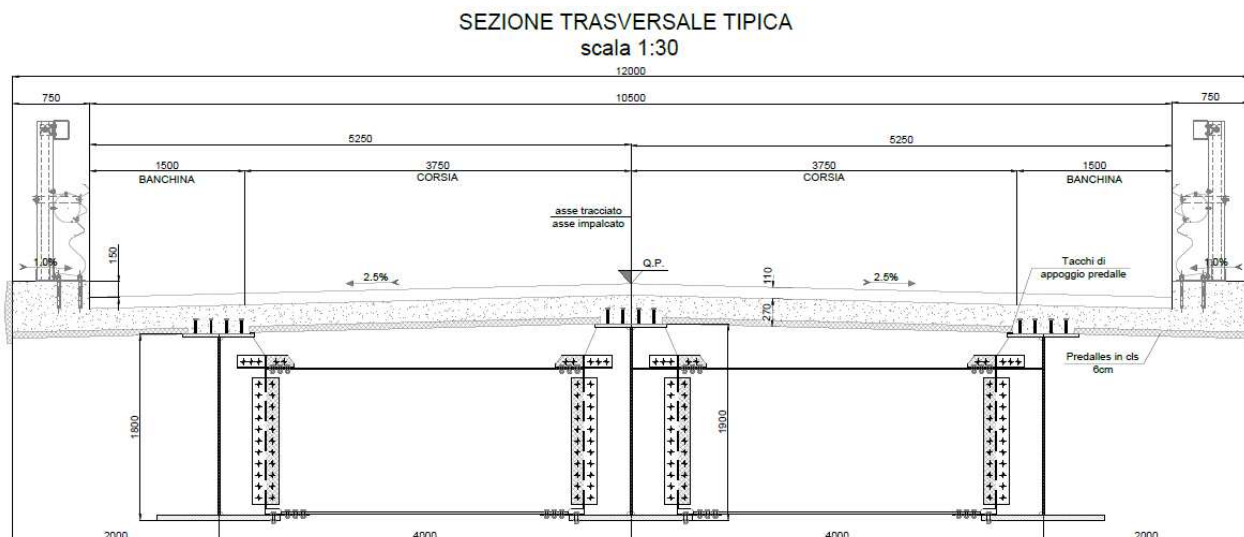 SEZIONE TRASVERSALE TIPICA
scala 1:30
12000
750
10500
750
5250
5250
1500
3750
3750
1500
BANCHINA
CORSIA
CORSIA
BANCHINA
asse tracciato
asse impalcato
150
1.0%
2.5%
Q.P.
110
2.5%
Tacchi di
appoggio predalle
1.0%
270
Predalles in cls
6cm
1800
1900
2000
4000
4000
2000